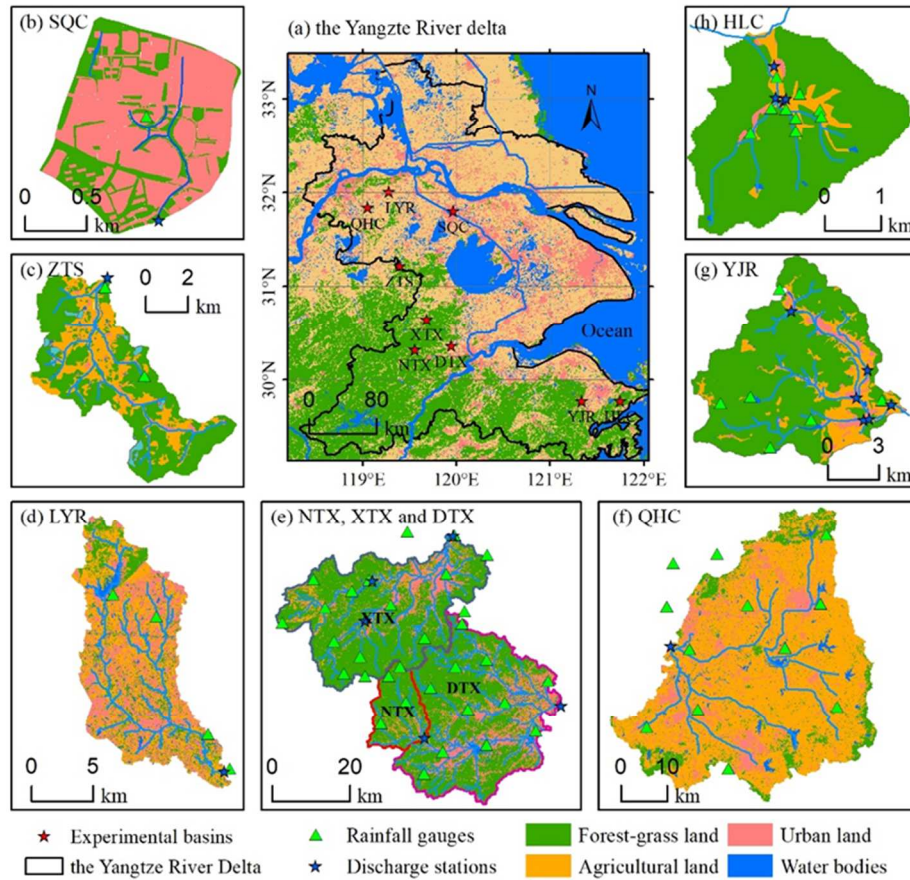 (b) SQC
0
0.5
km
(a) the Yangzte River delta
33°N
32°N
31°N
30°N
N
LYR
QHC
SQC
ZTS
XTX
NTX
DTX
YJR
Ocean
0
80
km
119°E
120°E
121°E
122°E
(h) HLC
0
1
km
(c) ZTS
0
2
km
(g) YJR
0
3
km
(d) LYR
0
5
km
(e) NTX, XTX and DTX
XTX
DTX
NTX
0
20
km
(f) QHC
0
10
km
Experimental basins
Rainfall gauges
Forest-grass land
Urban land
the Yangtze River Delta
Discharge stations
Agricultural land
Water bodies